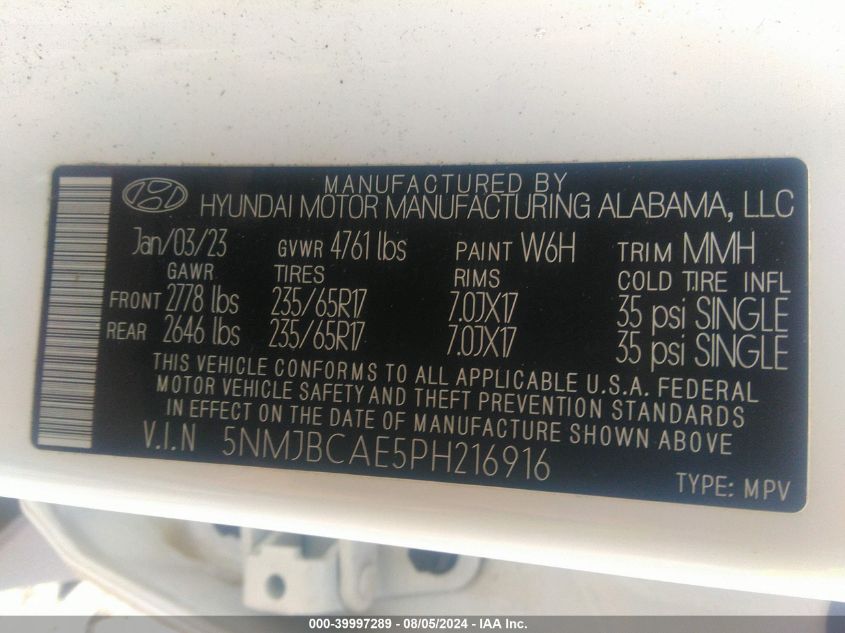 MANUFACTURED BY
HYUNDAI MOTOR MANUFACTURING ALABAMA, LLC
Jan/03/23 GVWR 4761 lbs PAINT W6H TRIM MMH
GAWR TIRES RIMS COLD TIRE INFL
FRONT 2778 lbs 235/65R17 7.0JX17 35 psi SINGLE
REAR 2646 lbs 235/65R17 7.0JX17 35 psi SINGLE
THIS VEHICLE CONFORMS TO ALL APPLICABLE U.S.A. FEDERAL
MOTOR VEHICLE SAFETY AND THEFT PREVENTION STANDARDS
IN EFFECT ON THE DATE OF MANUFACTURE SHOWN ABOVE
V.I.N 5NMJBCAE5PH216916
TYPE: MPV
000-39997289 - 08/05/2024 - IAA Inc.